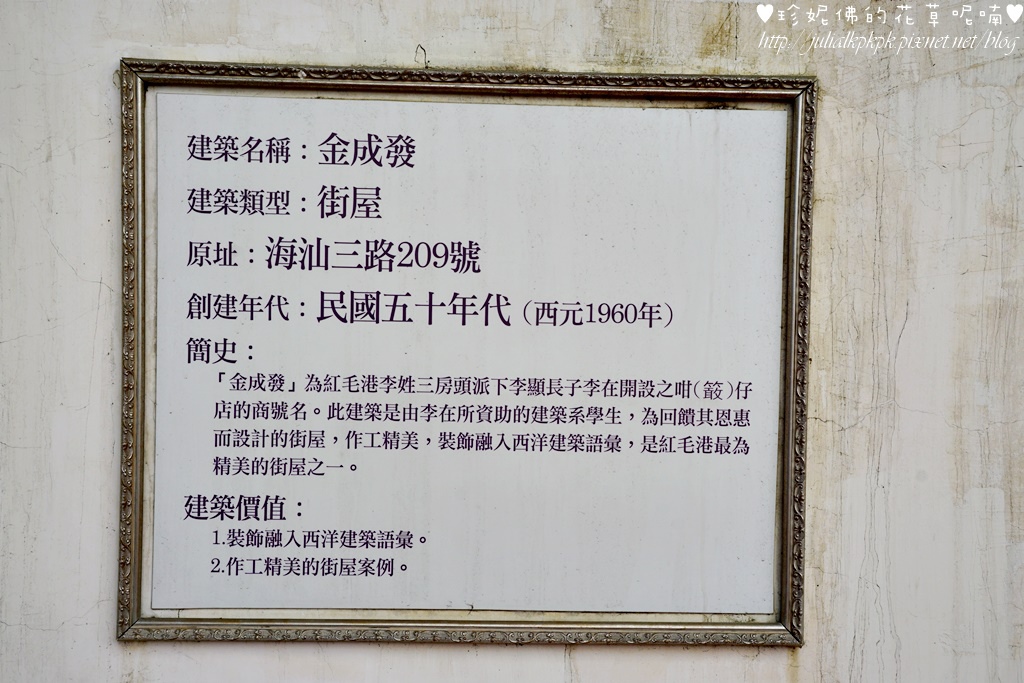 ♥珍妮佛的花草呢喃♥
http://julialkpkpk.pixnet.net/blog
建築名稱：金成發
建築類型：街屋
原址：海汕三路209號
創建年代：民國五十年代（西元1960年）
簡史：
「金成發」為紅毛港李姓三房頭派下李顯長子李在開設之咁(簐)仔
店的商號名。此建築是由李在所資助的建築系學生，為回饋其恩惠
而設計的街屋，作工精美，裝飾融入西洋建築語彙，是紅毛港最為
精美的街屋之一。
建築價值：
1.裝飾融入西洋建築語彙。
2.作工精美的街屋案例。